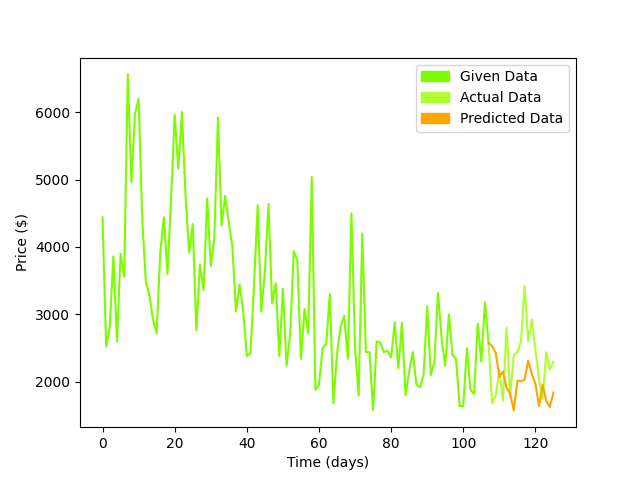 Given Data
Actual Data
Predicted Data
Price ($)
6000
5000
4000
3000
2000
0 20 40 60 80 100 120
Time (days)